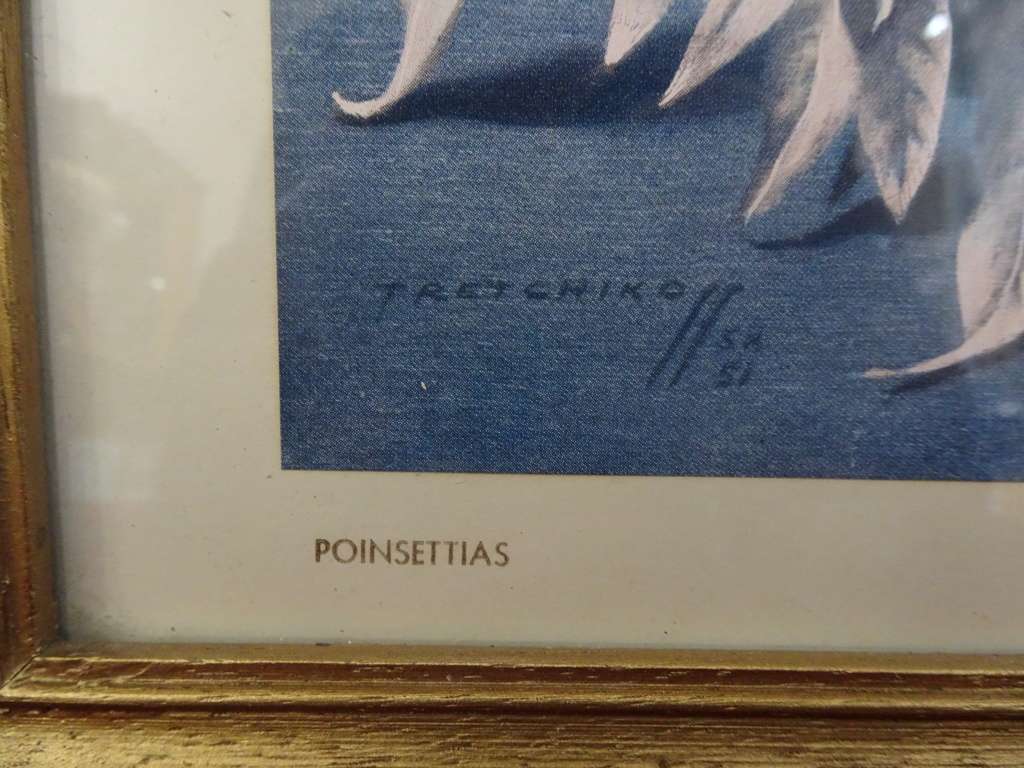 TRETCHIKOFF
SA
51
POINSETTIAS